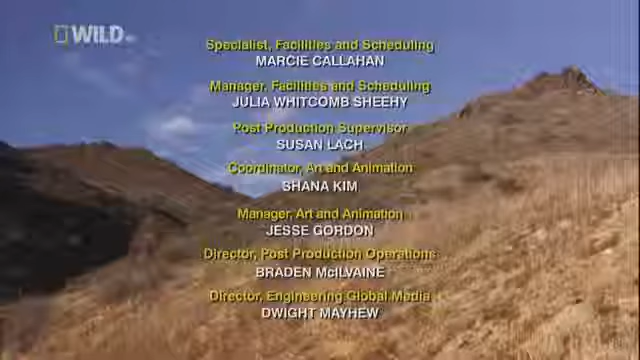 WILD HD
Specialist, Facilities and Scheduling
MARCIE CALLAHAN
Manager, Facilities and Scheduling
JULIA WHITCOMB SHEEHY
Post Production Supervisor
SUSAN LACH
Coordinator, Art and Animation
SHANA KIM
Manager, Art and Animation
JESSE GORDON
Director, Post Production Operations
BRADEN McILVAINE
Director, Engineering Global Media
DWIGHT MAYHEW